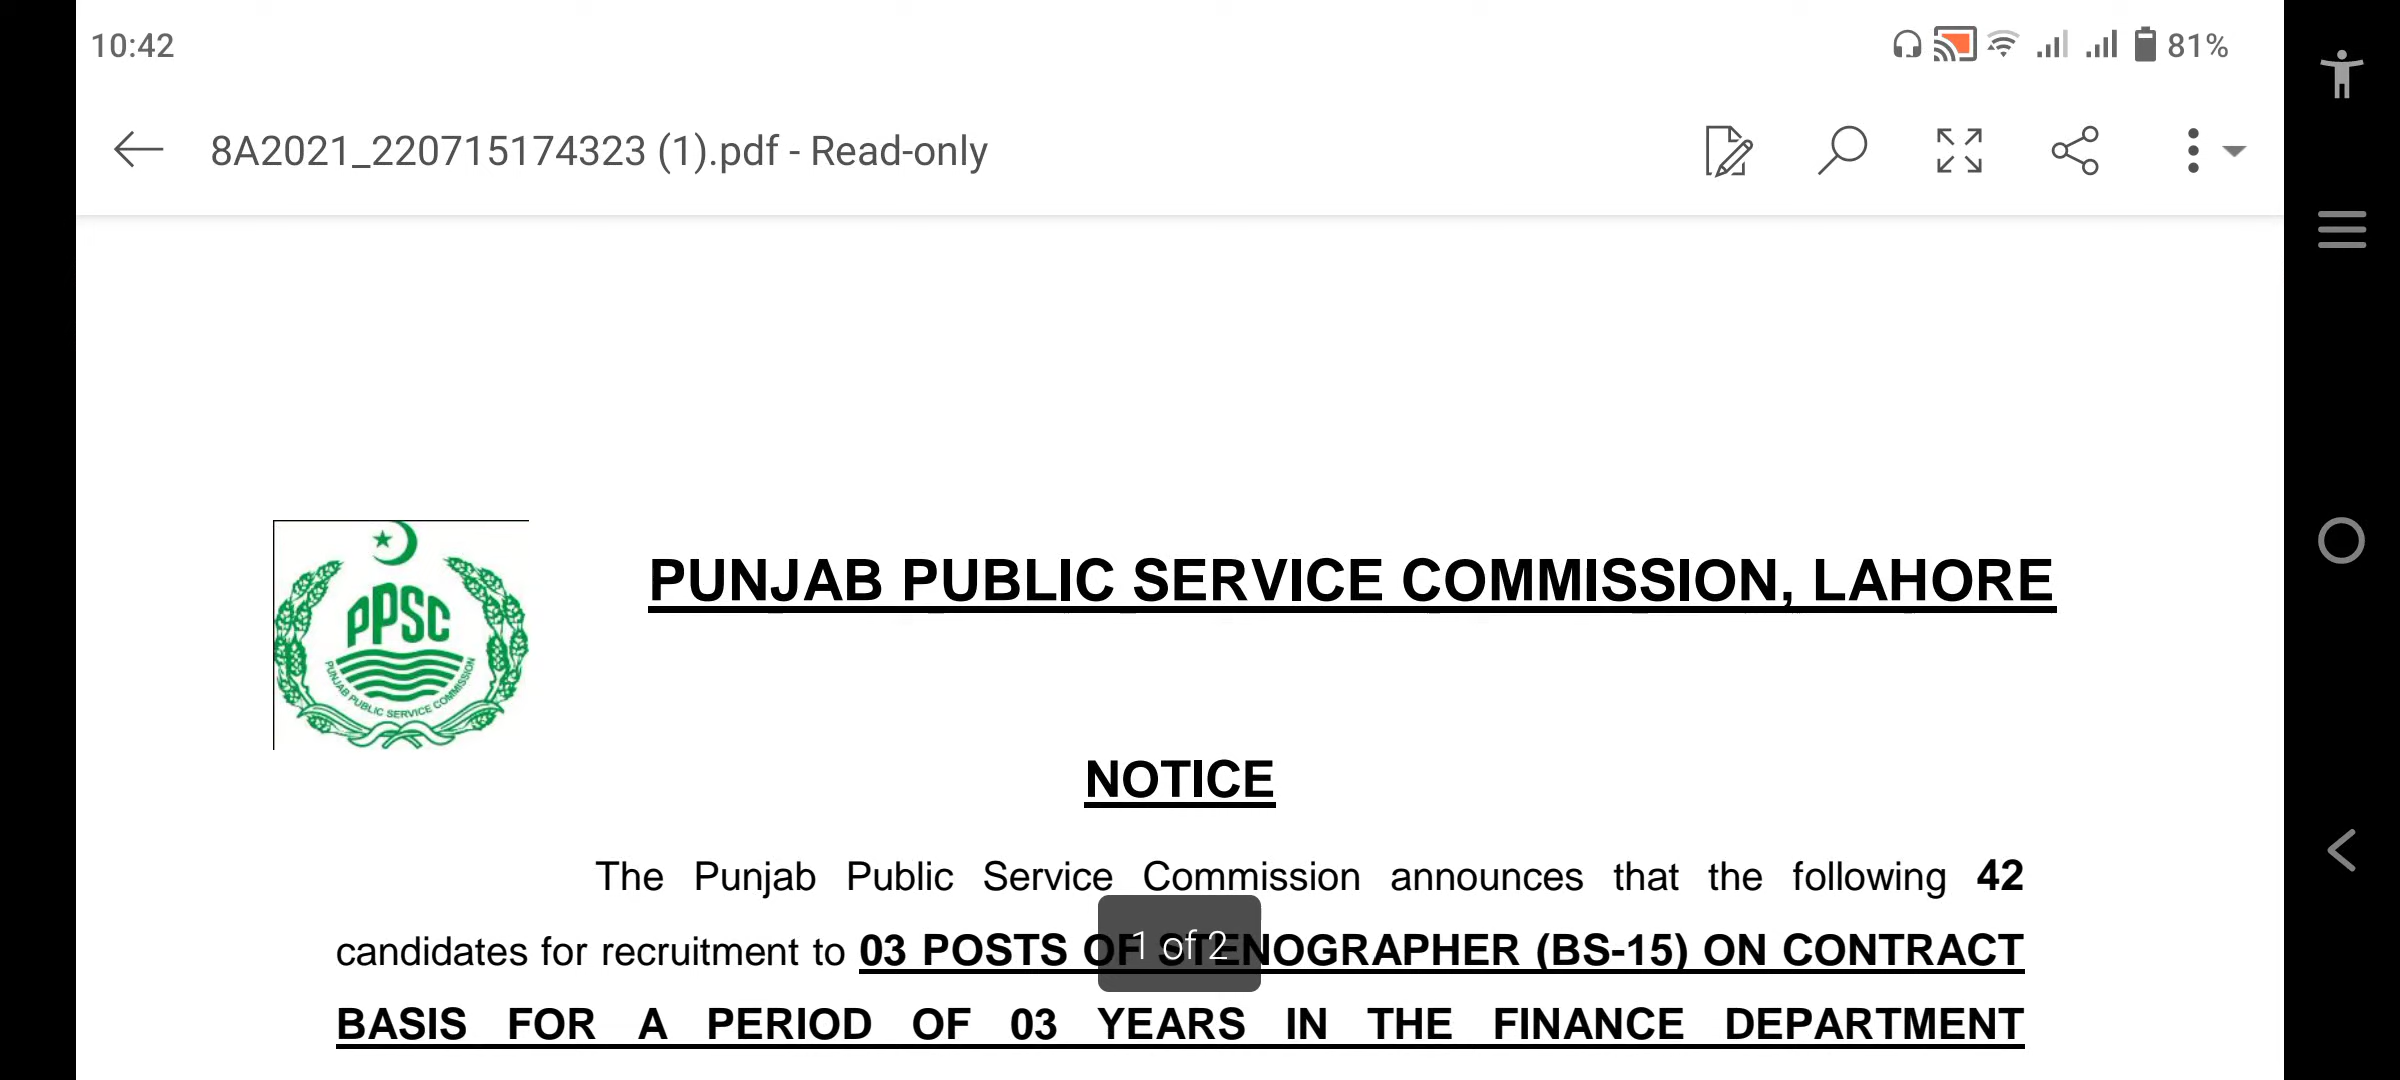 10:42
81%
8A2021_220715174323 (1).pdf - Read-only
PPSC
PUNJAB PUBLIC SERVICE COMMISSION
PUNJAB PUBLIC SERVICE COMMISSION, LAHORE
NOTICE
The Punjab Public Service Commission announces that the following 42
candidates for recruitment to 03 POSTS OF STENOGRAPHER (BS-15) ON CONTRACT
1 of 2
BASIS FOR A PERIOD OF 03 YEARS IN THE FINANCE DEPARTMENT